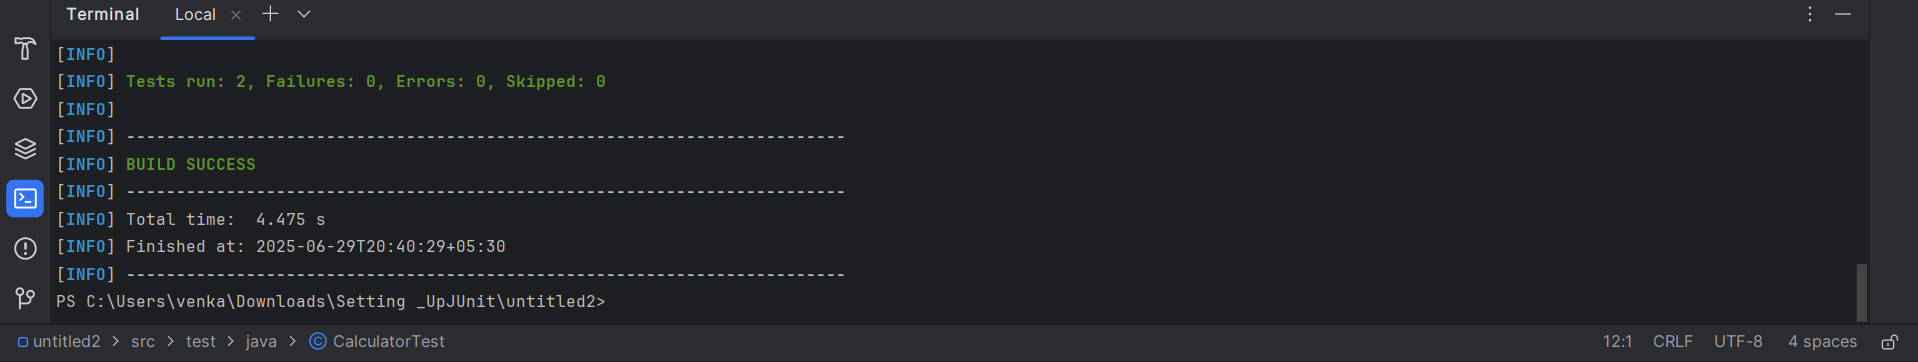 Terminal Local
[INFO]
[INFO] Tests run: 2, Failures: 0, Errors: 0, Skipped: 0
[INFO]
[INFO] ------------------------------------------------------------------------
[INFO] BUILD SUCCESS
[INFO] ------------------------------------------------------------------------
[INFO] Total time:  4.475 s
[INFO] Finished at: 2025-06-29T20:40:29+05:30
[INFO] ------------------------------------------------------------------------
PS C:\Users\venka\Downloads\Setting _UpJUnit\untitled2>
untitled2 > src > test > java > CalculatorTest 12:1 CRLF UTF-8 4 spaces